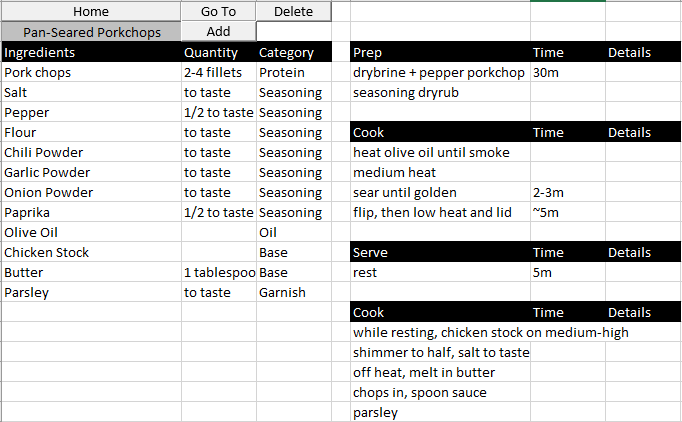 Home Go To Delete
Pan-Seared Porkchops Add
Ingredients Quantity Category
Pork chops 2-4 fillets Protein
Salt to taste Seasoning
Pepper 1/2 to taste Seasoning
Flour to taste Seasoning
Chili Powder to taste Seasoning
Garlic Powder to taste Seasoning
Onion Powder to taste Seasoning
Paprika 1/2 to taste Seasoning
Olive Oil Oil
Chicken Stock Base
Butter 1 tablespoo Base
Parsley to taste Garnish
Prep Time Details
drybrine + pepper porkchop 30m
seasoning dryrub
Cook Time Details
heat olive oil until smoke
medium heat
sear until golden 2-3m
flip, then low heat and lid ~5m
Serve Time Details
rest 5m
Cook Time Details
while resting, chicken stock on medium-high
shimmer to half, salt to taste
off heat, melt in butter
chops in, spoon sauce
parsley